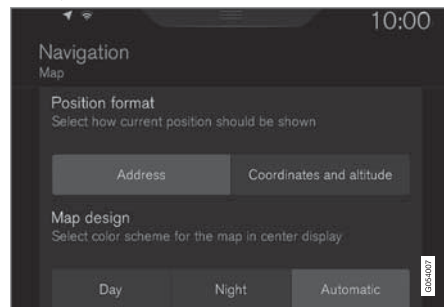 10:00
Navigation
Map
Position format
Select how current position should be shown
Address
Coordinates and altitude
Map design
Select color scheme for the map in center display
Day
Night
Automatic
G054007